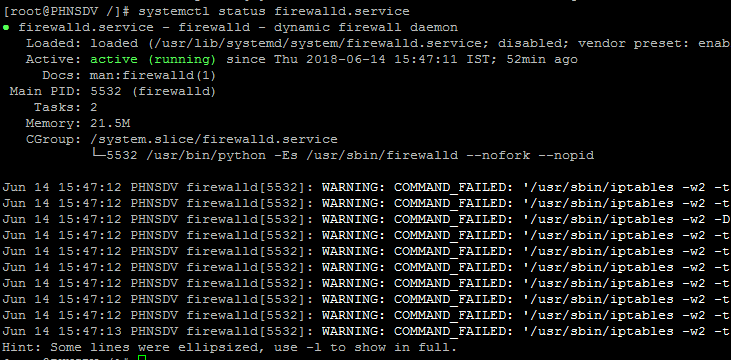 [root@PHNSDV /]# systemctl status firewalld.service
● firewalld.service - firewalld - dynamic firewall daemon
   Loaded: loaded (/usr/lib/systemd/system/firewalld.service; disabled; vendor preset: enab
   Active: active (running) since Thu 2018-06-14 15:47:11 IST; 52min ago
     Docs: man:firewalld(1)
 Main PID: 5532 (firewalld)
    Tasks: 2
   Memory: 21.5M
   CGroup: /system.slice/firewalld.service
           └─5532 /usr/bin/python -Es /usr/sbin/firewalld --nofork --nopid
Jun 14 15:47:12 PHNSDV firewalld[5532]: WARNING: COMMAND_FAILED: '/usr/sbin/iptables -w2 -t
Jun 14 15:47:12 PHNSDV firewalld[5532]: WARNING: COMMAND_FAILED: '/usr/sbin/iptables -w2 -t
Jun 14 15:47:12 PHNSDV firewalld[5532]: WARNING: COMMAND_FAILED: '/usr/sbin/iptables -w2 -D
Jun 14 15:47:12 PHNSDV firewalld[5532]: WARNING: COMMAND_FAILED: '/usr/sbin/iptables -w2 -t
Jun 14 15:47:12 PHNSDV firewalld[5532]: WARNING: COMMAND_FAILED: '/usr/sbin/iptables -w2 -t
Jun 14 15:47:12 PHNSDV firewalld[5532]: WARNING: COMMAND_FAILED: '/usr/sbin/iptables -w2 -t
Jun 14 15:47:12 PHNSDV firewalld[5532]: WARNING: COMMAND_FAILED: '/usr/sbin/iptables -w2 -t
Jun 14 15:47:12 PHNSDV firewalld[5532]: WARNING: COMMAND_FAILED: '/usr/sbin/iptables -w2 -t
Jun 14 15:47:12 PHNSDV firewalld[5532]: WARNING: COMMAND_FAILED: '/usr/sbin/iptables -w2 -t
Jun 14 15:47:13 PHNSDV firewalld[5532]: WARNING: COMMAND_FAILED: '/usr/sbin/iptables -w2 -t
Hint: Some lines were ellipsized, use -l to show in full.